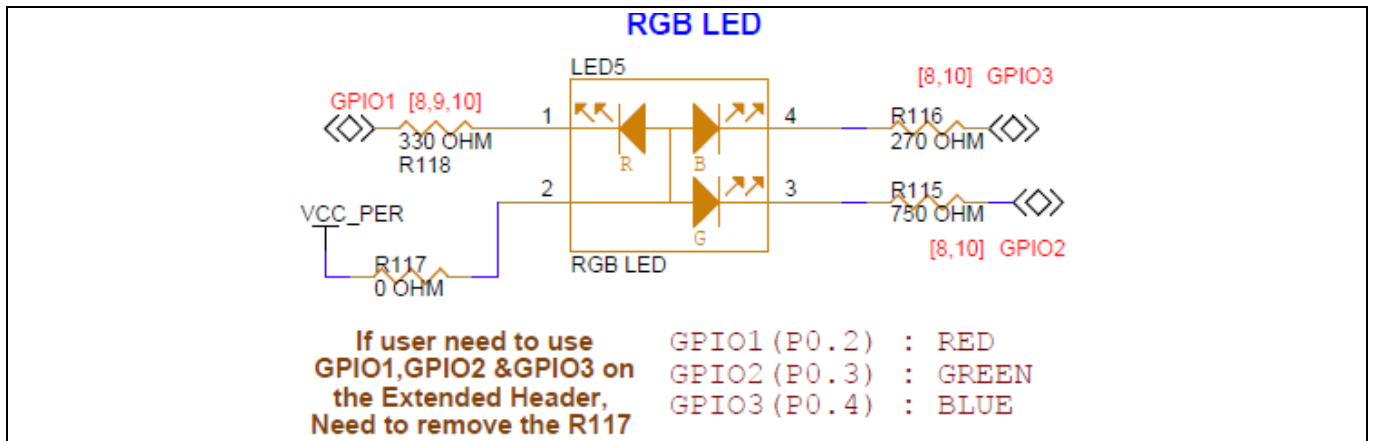 RGB LED
LED5
[8,10] GPIO3
GPIO1 [8,9,10]
1
4
R116
330 OHM
270 OHM
R118
R
B
2
3
R115
VCC_PER
750 OHM
G
[8,10] GPIO2
R117
RGB LED
0 OHM
If user need to use
GPIO1,GPIO2 &GPIO3 on
the Extended Header,
Need to remove the R117
GPIO1(P0.2) : RED
GPIO2(P0.3) : GREEN
GPIO3(P0.4) : BLUE